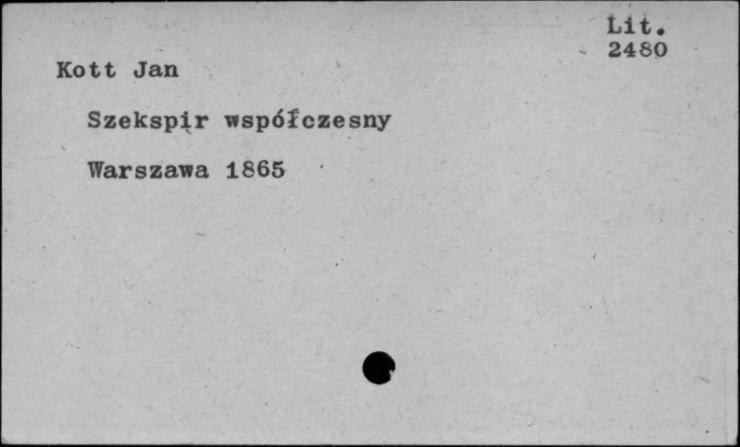 Lit.
2480
Kott Jan
Szekspir współczesny
Warszawa 1865